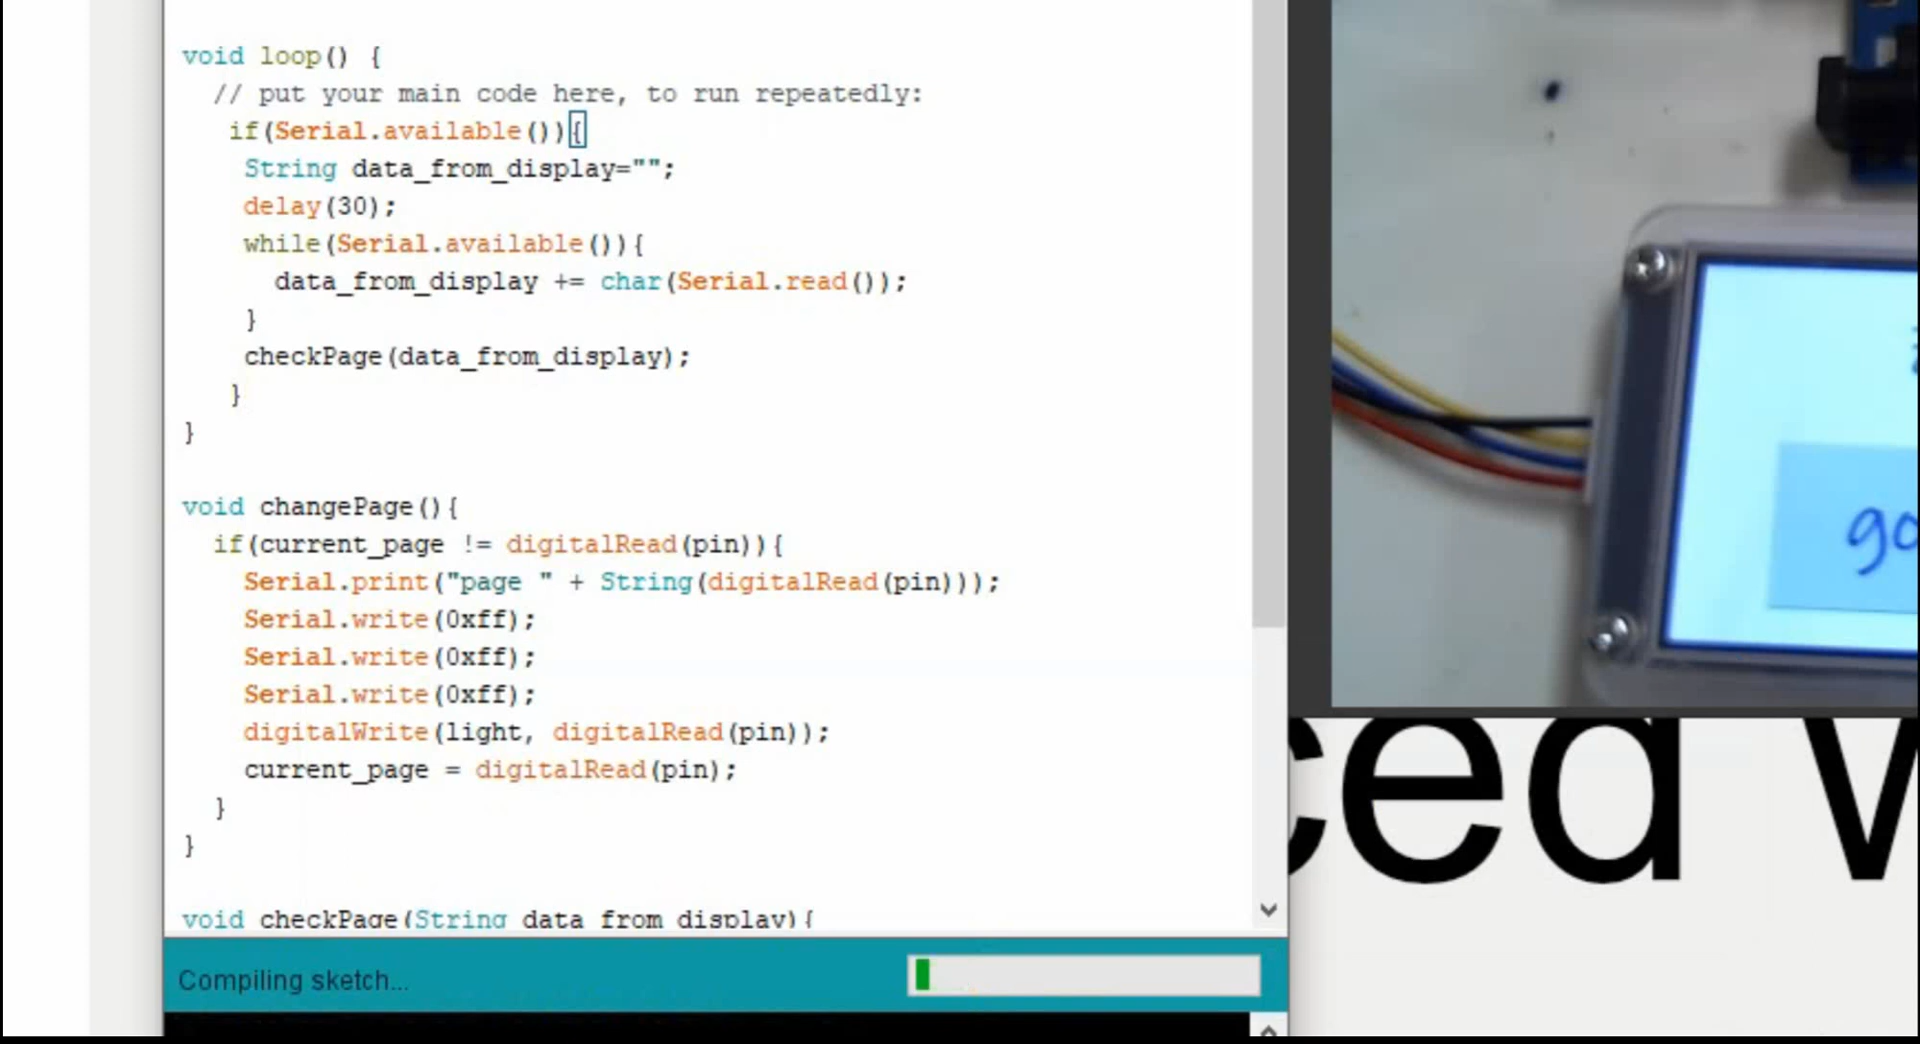 void loop() {
// put your main code here, to run repeatedly:
if(Serial.available()){
String data_from_display="";
delay(30);
while(Serial.available()){
data_from_display += char(Serial.read());
}
checkPage(data_from_display);
}
}
void changePage(){
if(current_page != digitalRead(pin)){
Serial.print("page " + String(digitalRead(pin)));
Serial.write(0xff);
Serial.write(0xff);
Serial.write(0xff);
digitalWrite(light, digitalRead(pin));
current_page = digitalRead(pin);
}
}
void checkPage(String data_from_display){
Compiling sketch...
go
ced